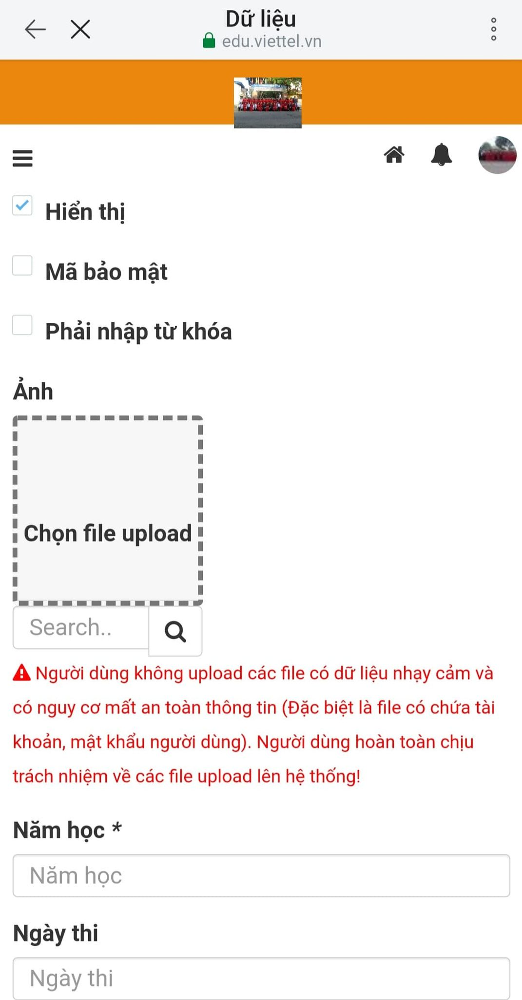 Dữ liệu
edu.viettel.vn
Hiển thị
Mã bảo mật
Phải nhập từ khóa
Ảnh
Chọn file upload
Search..
Người dùng không upload các file có dữ liệu nhạy cảm và
có nguy cơ mất an toàn thông tin (Đặc biệt là file có chứa tài
khoản, mật khẩu người dùng). Người dùng hoàn toàn chịu
trách nhiệm về các file upload lên hệ thống!
Năm học *
Năm học
Ngày thi
Ngày thi